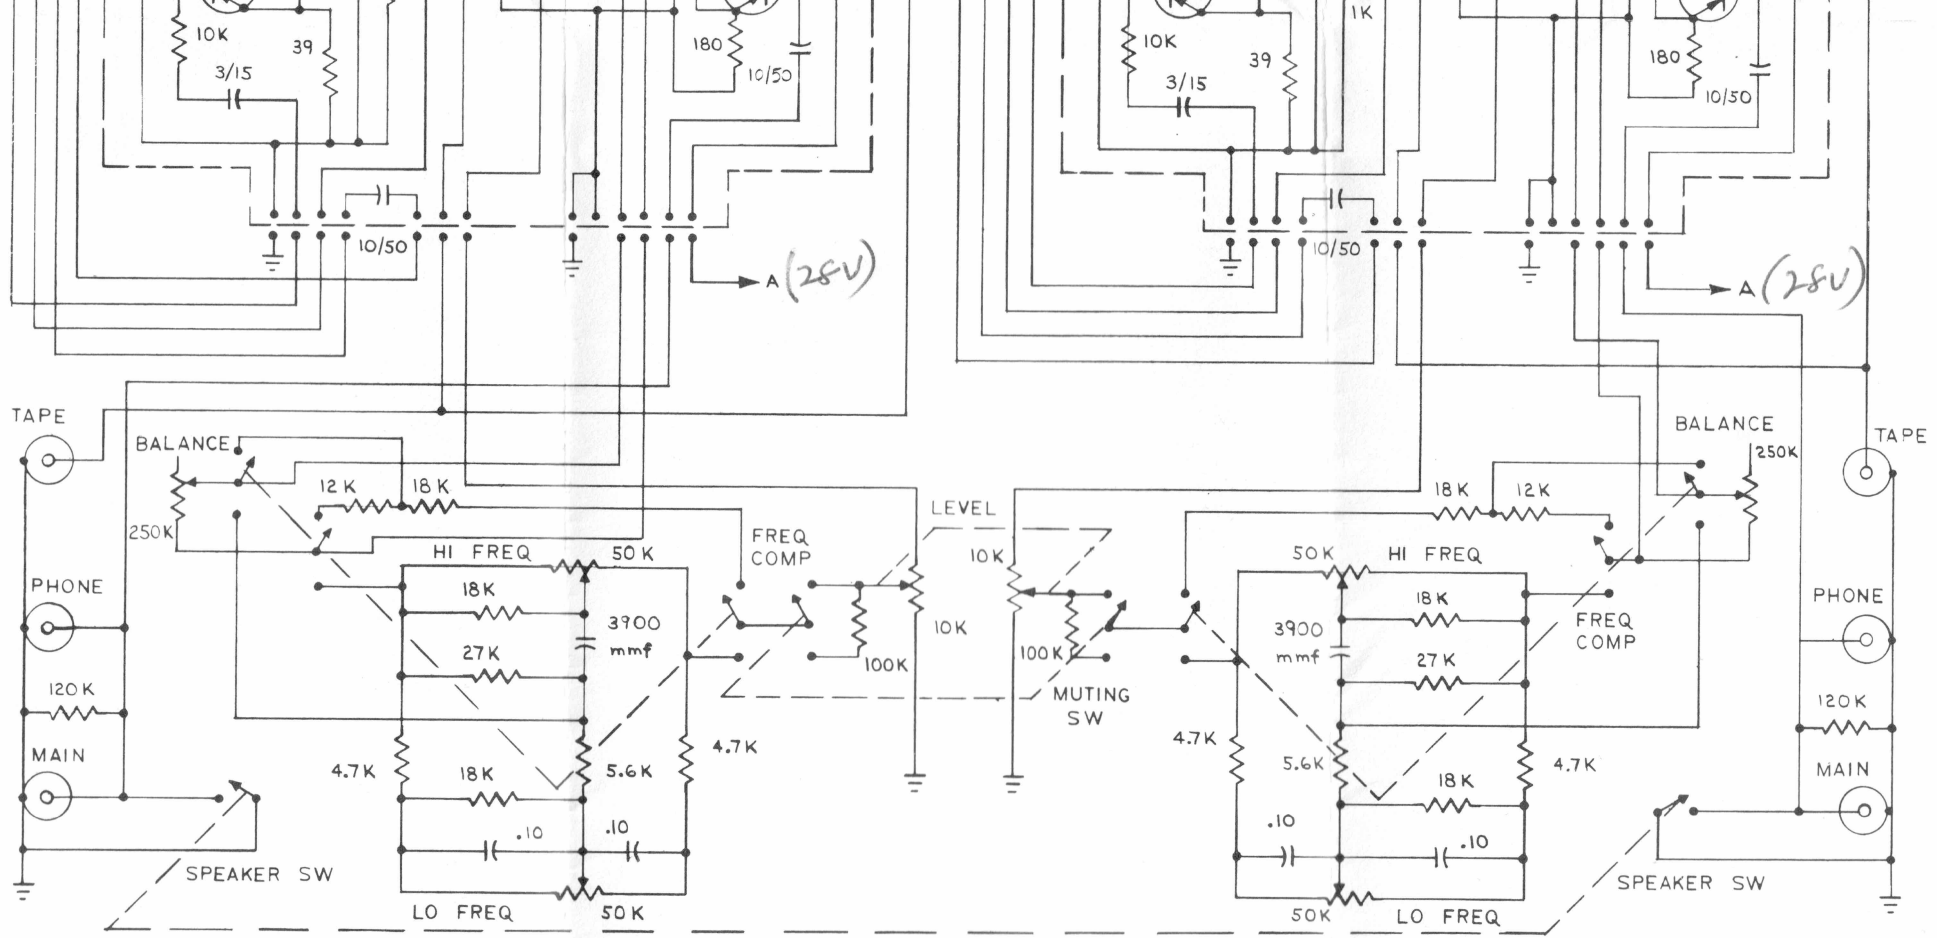 10K
39
3/15
180
10/50
10K
3/15
39
1K
180
10/50
10/50
A (28V)
10/50
A (28V)
TAPE
BALANCE
250K
12K
18K
HI FREQ
50K
18K
3900
mmf
27K
FREQ
COMP
LEVEL
10K
10K
100K
100K
MUTING
SW
18K
12K
BALANCE
250K
TAPE
50K
HI FREQ
18K
3900
mmf
27K
FREQ
COMP
PHONE
120K
MAIN
4.7K
18K
5.6K
4.7K
.10
.10
LO FREQ
50K
SPEAKER SW
4.7K
5.6K
18K
4.7K
.10
.10
50K
LO FREQ
PHONE
120K
MAIN
SPEAKER SW